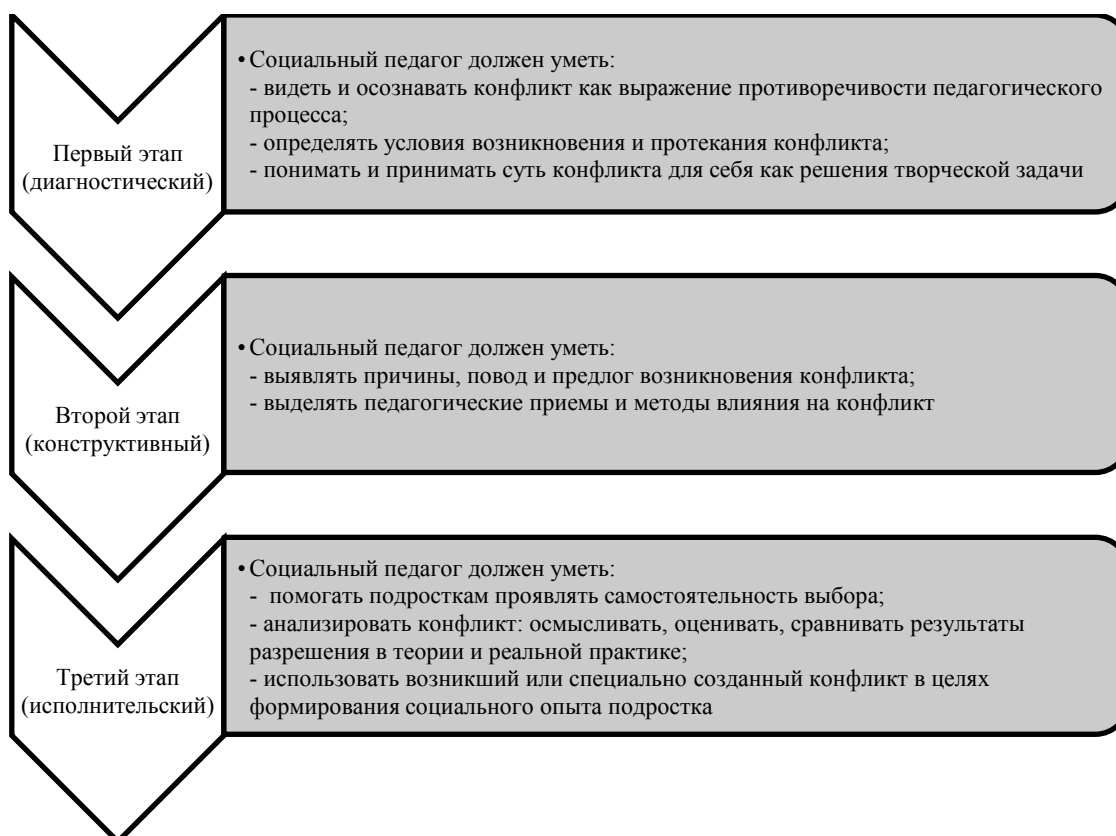 Первый этап
(диагностический)
• Социальный педагог должен уметь:
- видеть и осознавать конфликт как выражение противоречивости педагогического
процесса;
- определять условия возникновения и протекания конфликта;
- понимать и принимать суть конфликта для себя как решения творческой задачи
Второй этап
(конструктивный)
• Социальный педагог должен уметь:
- выявлять причины, повод и предлог возникновения конфликта;
- выделять педагогические приемы и методы влияния на конфликт
Третий этап
(исполнительский)
• Социальный педагог должен уметь:
- помогать подросткам проявлять самостоятельность выбора;
- анализировать конфликт: осмысливать, оценивать, сравнивать результаты
разрешения в теории и реальной практике;
- использовать возникший или специально созданный конфликт в целях
формирования социального опыта подростка